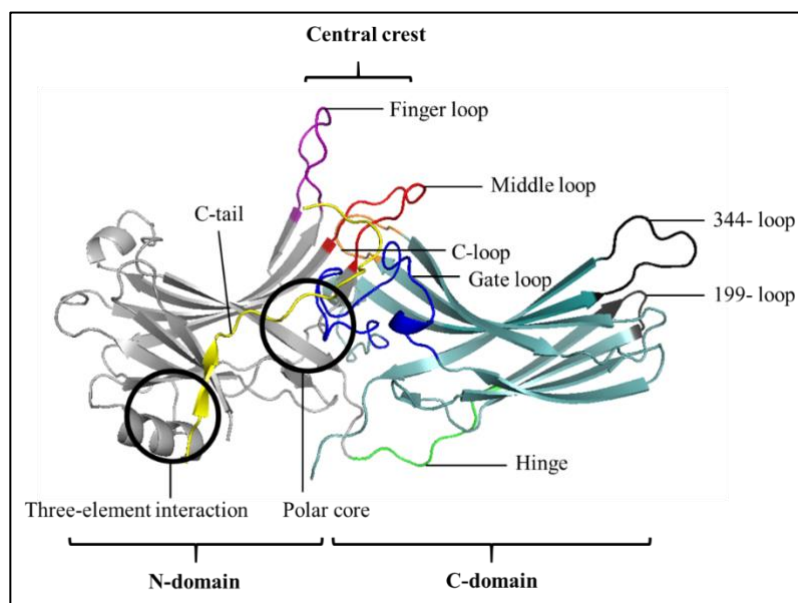 Central crest
Finger loop
Middle loop
C-tail
344- loop
C-loop
Gate loop
199- loop
Hinge
Three-element interaction
Polar core
N-domain
C-domain